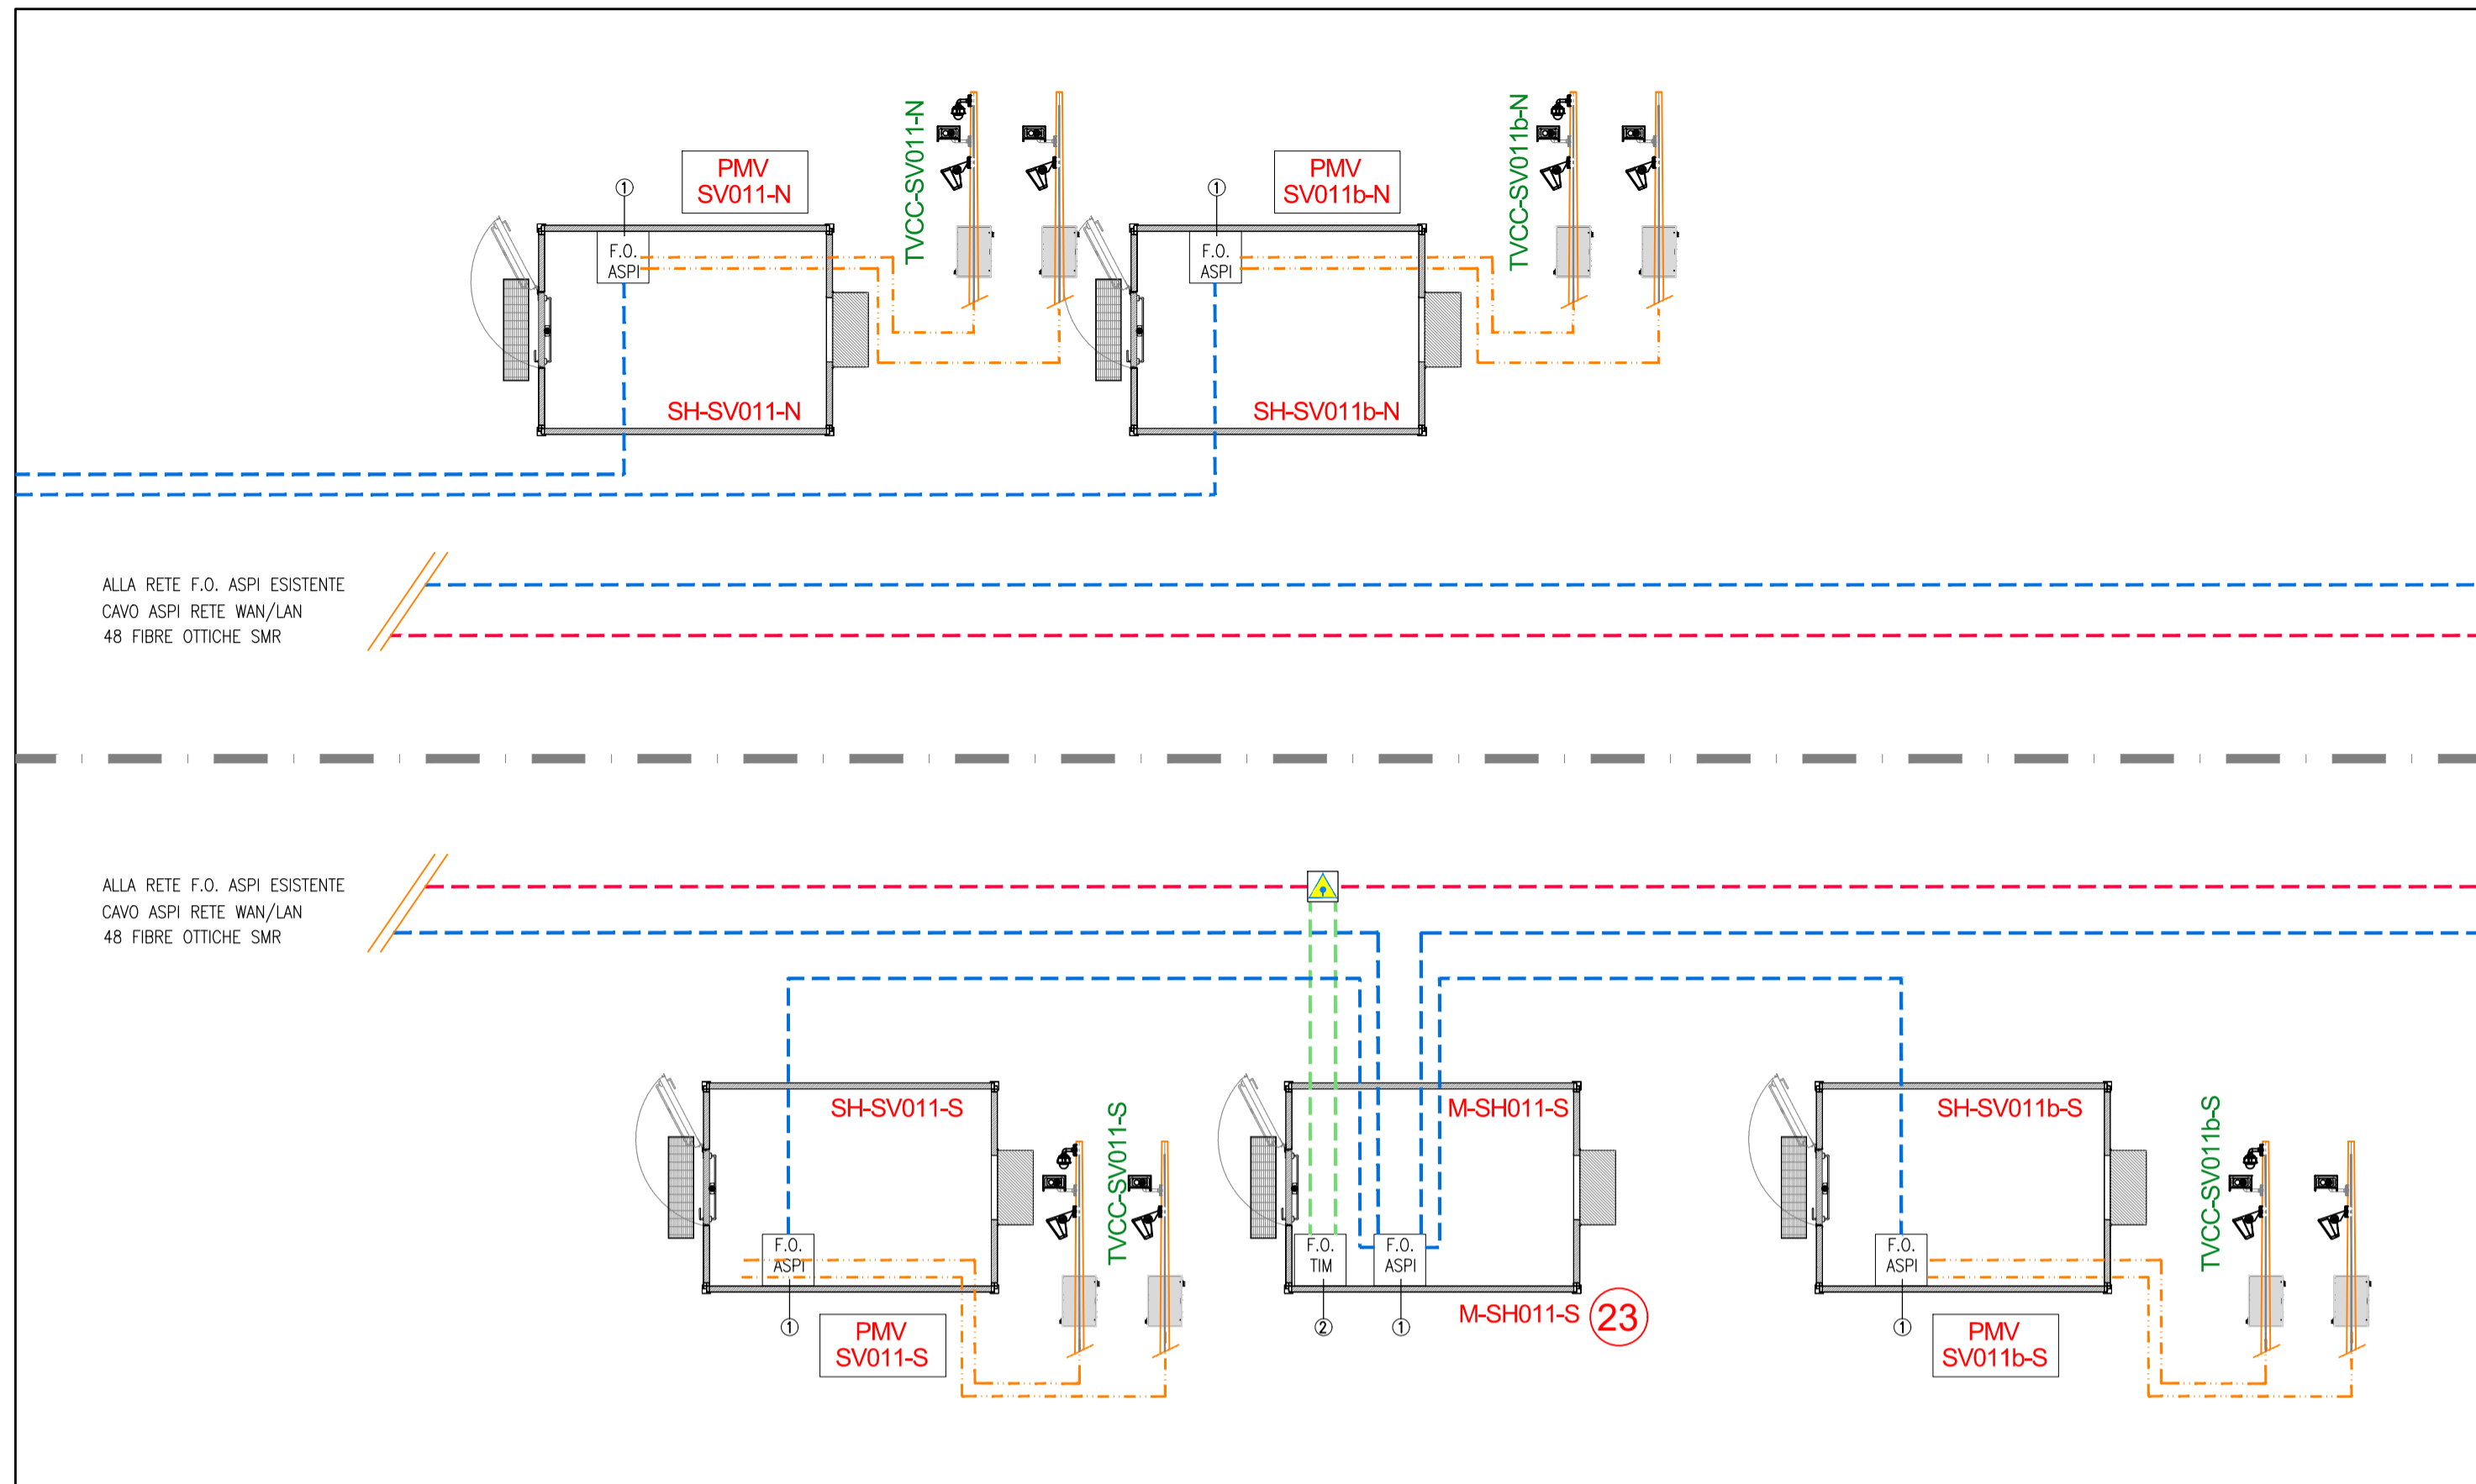 PMV
SV011-N
TVCC-SV011-N
PMV
SV011b-N
TVCC-SV011b-N
1
1
F.O.
ASPI
F.O.
ASPI
SH-SV011-N
SH-SV011b-N
ALLA RETE F.O. ASPI ESISTENTE
CAVO ASPI RETE WAN/LAN
48 FIBRE OTTICHE SMR
ALLA RETE F.O. ASPI ESISTENTE
CAVO ASPI RETE WAN/LAN
48 FIBRE OTTICHE SMR
SH-SV011-S
TVCC-SV011-S
M-SH011-S
SH-SV011b-S
TVCC-SV011b-S
F.O.
ASPI
F.O.
TIM
F.O.
ASPI
F.O.
ASPI
1
PMV
SV011-S
2
1
M-SH011-S
23
1
PMV
SV011b-S